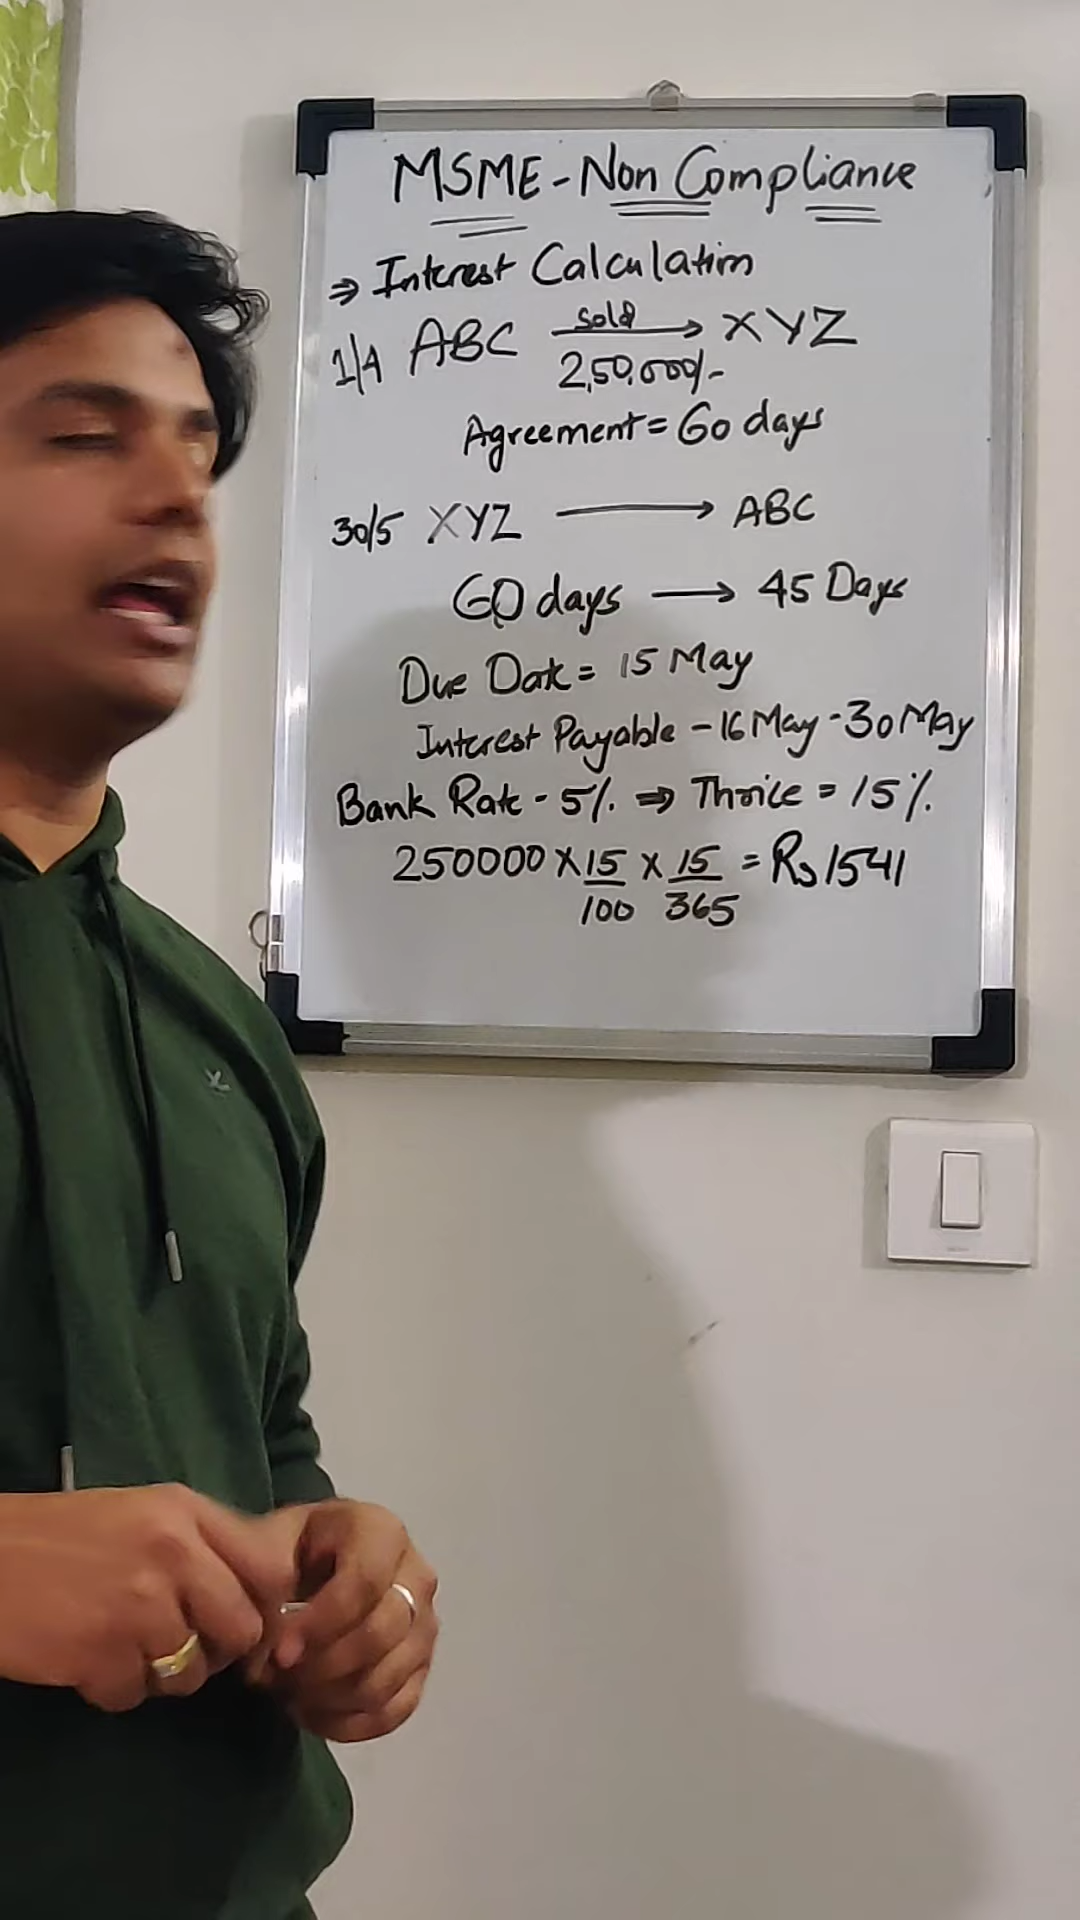 MSME - Non Compliance
⇒ Interest Calculation
1/4 ABC sold → XYZ
2,50,000/-
Agreement = 60 days
30/5 XYZ → ABC
60 days → 45 Days
Due Date = 15 May
Interest Payable - 16 May - 30 May
Bank Rate - 5% ⇒ Thrice = 15%
250000 × 15/100 × 15/365 = Rs 1541